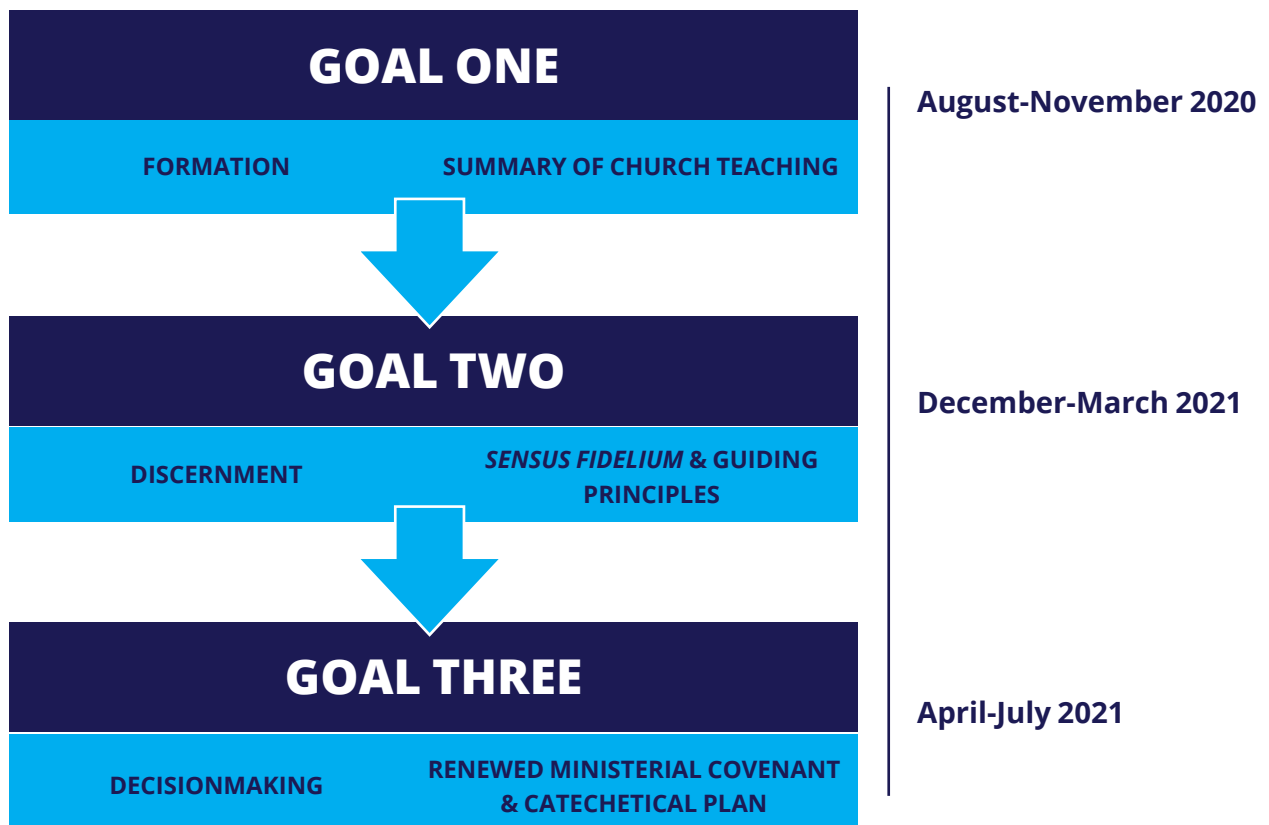 GOAL ONE
August-November 2020
FORMATION
SUMMARY OF CHURCH TEACHING
GOAL TWO
December-March 2021
DISCERNMENT
SENSUS FIDELIUM & GUIDING
PRINCIPLES
GOAL THREE
April-July 2021
DECISIONMAKING
RENEWED MINISTERIAL COVENANT
& CATECHETICAL PLAN